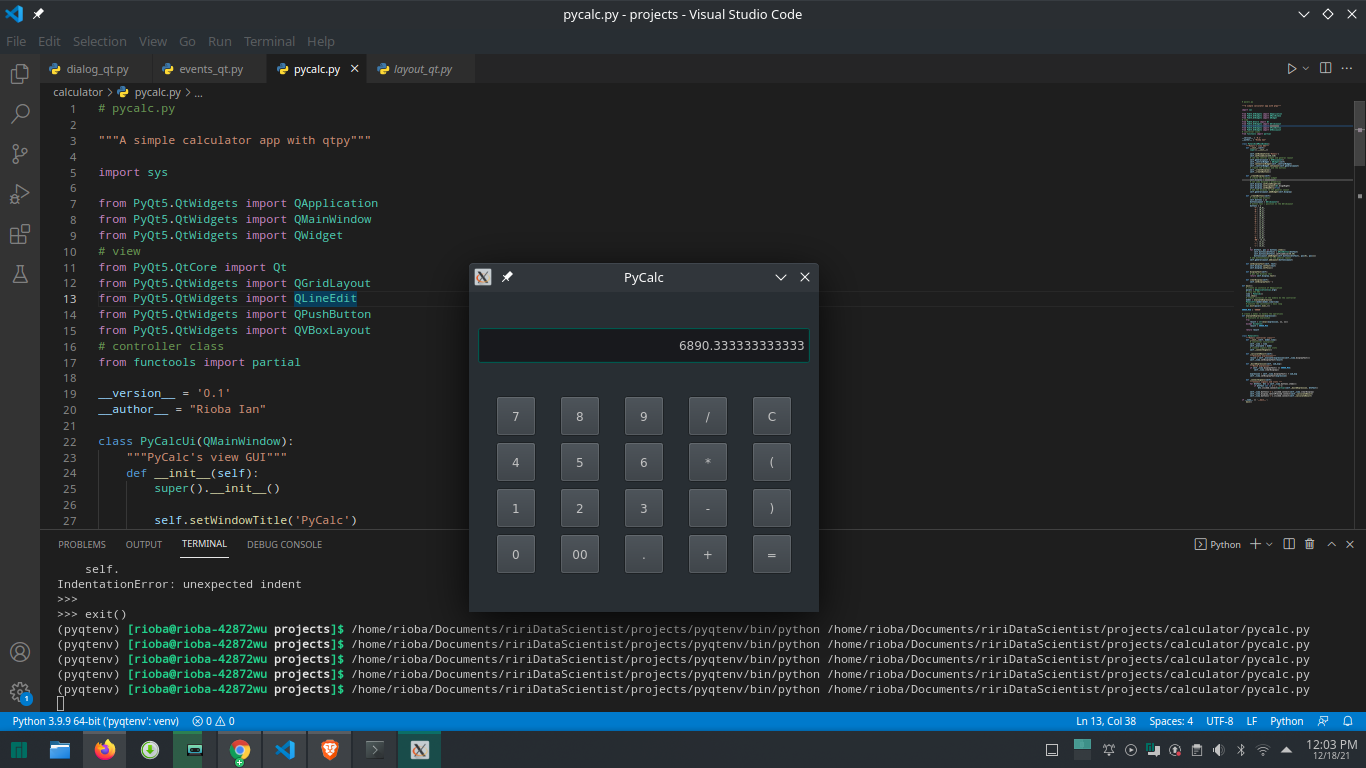 pycalc.py - projects - Visual Studio Code
File Edit Selection View Go Run Terminal Help
dialog_qt.py events_qt.py pycalc.py layout_qt.py
calculator > pycalc.py > ...
1 # pycalc.py
2
3 """A simple calculator app with qtpy"""
4
5 import sys
6
7 from PyQt5.QtWidgets import QApplication
8 from PyQt5.QtWidgets import QMainWindow
9 from PyQt5.QtWidgets import QWidget
10 # view
11 from PyQt5.QtCore import Qt
12 from PyQt5.QtWidgets import QGridLayout
13 from PyQt5.QtWidgets import QLineEdit
14 from PyQt5.QtWidgets import QPushButton
15 from PyQt5.QtWidgets import QVBoxLayout
16 # controller class
17 from functools import partial
18
19 __version__ = '0.1'
20 __author__ = "Rioba Ian"
21
22 class PyCalcUi(QMainWindow):
23 """PyCalc's view GUI"""
24 def __init__(self):
25 super().__init__()
26
27 self.setWindowTitle('PyCalc')
PyCalc
6890.333333333333
7 8 9 / C
4 5 6 * (
1 2 3 - )
0 00 . + =
PROBLEMS OUTPUT TERMINAL DEBUG CONSOLE
Python
self.
IndentationError: unexpected indent
>>>
>>> exit()
(pyqtenv) [rioba@rioba-42872wu projects]$ /home/rioba/Documents/ririDataScientist/projects/pyqtenv/bin/python /home/rioba/Documents/ririDataScientist/projects/calculator/pycalc.py
(pyqtenv) [rioba@rioba-42872wu projects]$ /home/rioba/Documents/ririDataScientist/projects/pyqtenv/bin/python /home/rioba/Documents/ririDataScientist/projects/calculator/pycalc.py
(pyqtenv) [rioba@rioba-42872wu projects]$ /home/rioba/Documents/ririDataScientist/projects/pyqtenv/bin/python /home/rioba/Documents/ririDataScientist/projects/calculator/pycalc.py
(pyqtenv) [rioba@rioba-42872wu projects]$ /home/rioba/Documents/ririDataScientist/projects/pyqtenv/bin/python /home/rioba/Documents/ririDataScientist/projects/calculator/pycalc.py
(pyqtenv) [rioba@rioba-42872wu projects]$ /home/rioba/Documents/ririDataScientist/projects/pyqtenv/bin/python /home/rioba/Documents/ririDataScientist/projects/calculator/pycalc.py
1
Python 3.9.9 64-bit ('pyqtenv': venv) 0 0 Ln 13, Col 38 Spaces: 4 UTF-8 LF Python
12:03 PM
12/18/21